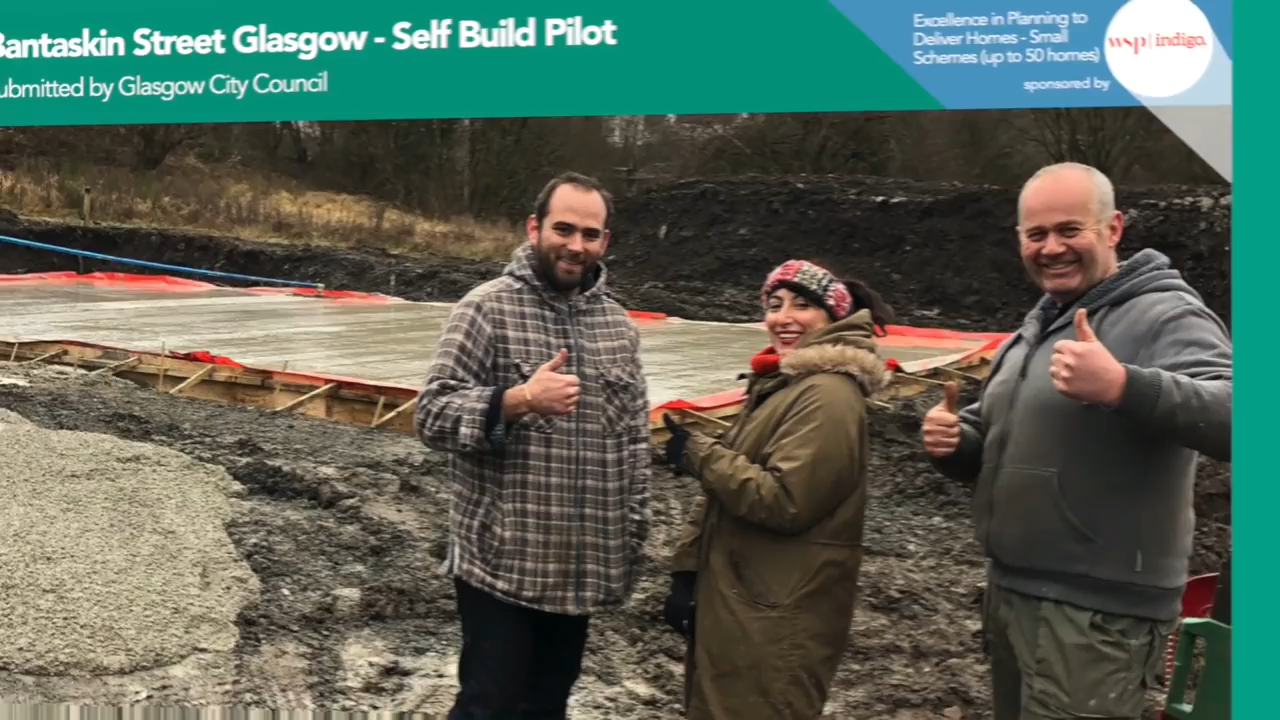 Bantaskin Street Glasgow - Self Build Pilot
ubmitted by Glasgow City Council
Excellence in Planning to
Deliver Homes - Small
Schemes (up to 50 homes)
sponsored by
wsp | indigo.